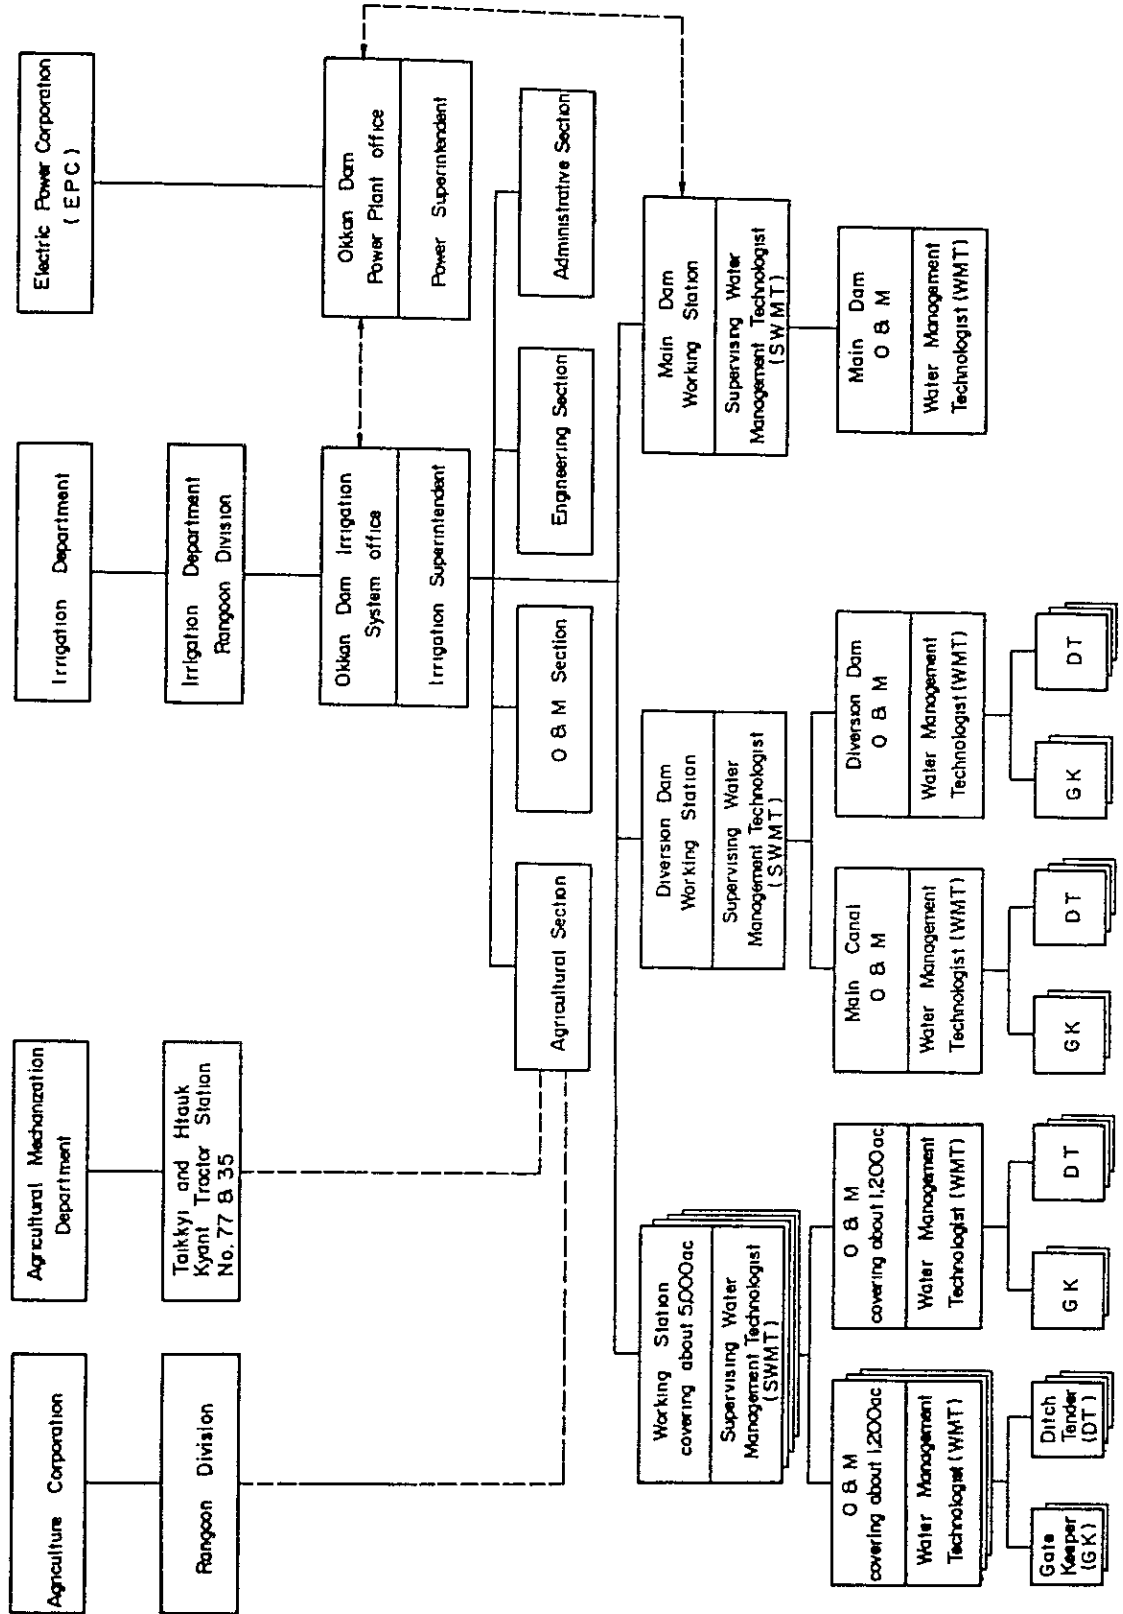 Agriculture Corporation
Rangoon Division
Agricultural Mechanization
Department
Taikkyi and Htauk
Kyant Tractor Station
No. 77 & 35
Irrigation Department
Irrigation Department
Rangoon Division
Okkan Dam Irrigation
System office
Irrigation Superintendent
Electric Power Corporation
(EPC)
Okkan Dam
Power Plant office
Power Superintendent
Agricultural Section
O & M Section
Engineering Section
Administrative Section
Working Station
covering about 5,000ac
Supervising Water
Management Technologist
(SWMT)
Diversion Dam
Working Station
Supervising Water
Management Technologist
(SWMT)
Main Dam
Working Station
Supervising Water
Management Technologist
(SWMT)
O & M
covering about 1,200ac
Water Management
Technologist (WMT)
O & M
covering about 1,200ac
Water Management
Technologist (WMT)
Main Canal
O & M
Water Management
Technologist (WMT)
Diversion Dam
O & M
Water Management
Technologist (WMT)
Main Dam
O & M
Water Management
Technologist (WMT)
Gate
Keeper
(GK)
Ditch
Tender
(DT)
GK
DT
GK
DT
GK
DT